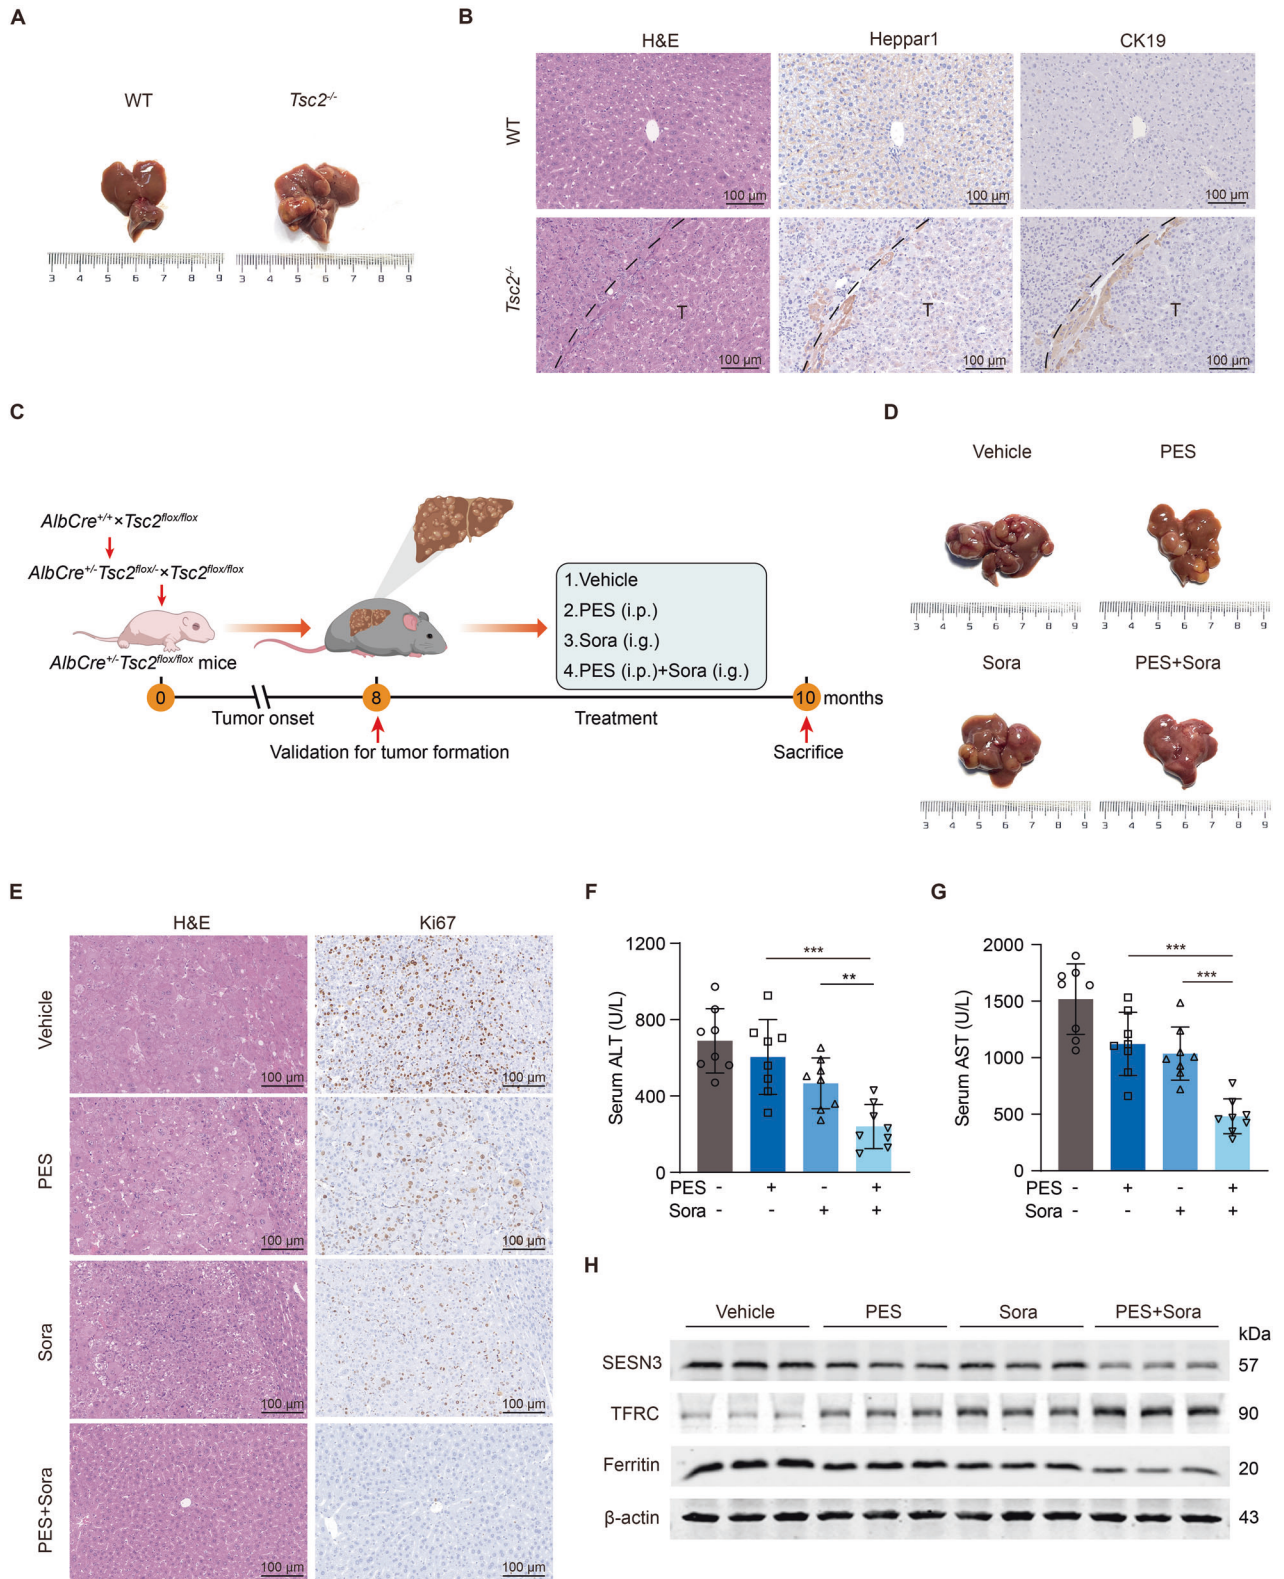 A
WT
Tsc2-/-
3 4 5 6 7 8 9
3 4 5 6 7 8 9
B
H&E
Heppar1
CK19
WT
100 μm
100 μm
100 μm
Tsc2-/-
T
100 μm
T
100 μm
T
100 μm
C
AlbCre+/+×Tsc2flox/flox
AlbCre+/-Tsc2flox/-×Tsc2flox/flox
AlbCre+/-Tsc2flox/flox mice
1.Vehicle
2.PES (i.p.)
3.Sora (i.g.)
4.PES (i.p.)+Sora (i.g.)
0
8
10 months
Tumor onset
Treatment
Validation for tumor formation
Sacrifice
D
Vehicle
PES
3 4 5 6 7 8 9
3 4 5 6 7 8 9
Sora
PES+Sora
3 4 5 6 7 8 9
3 4 5 6 7 8 9
E
H&E
Ki67
Vehicle
100 μm
100 μm
PES
100 μm
100 μm
Sora
100 μm
100 μm
PES+Sora
100 μm
100 μm
F
Serum ALT (U/L)
1200
800
400
0
***
**
PES - + - +
Sora - - + +
G
Serum AST (U/L)
2000
1500
1000
500
0
***
***
PES - + - +
Sora - - + +
H
Vehicle PES Sora PES+Sora
kDa
SESN3 57
TFRC 90
Ferritin 20
β-actin 43